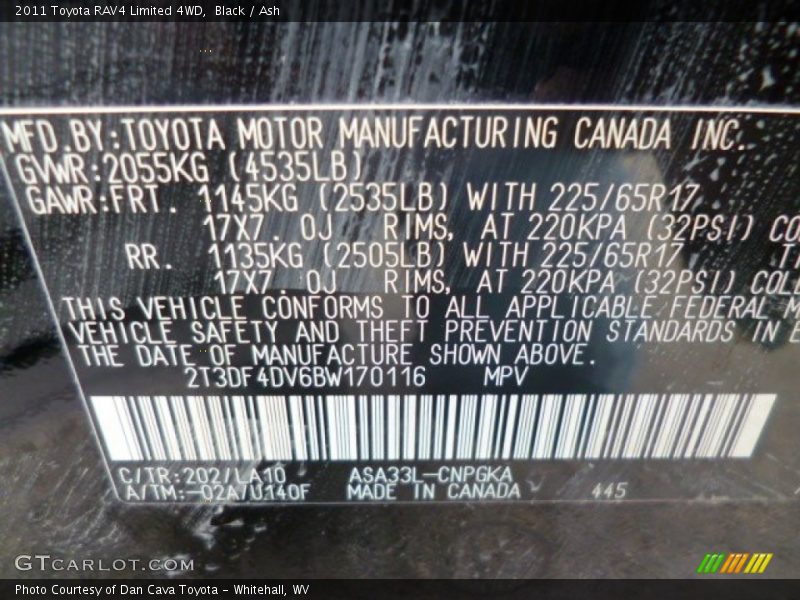 2011 Toyota RAV4 Limited 4WD, Black / Ash
MFD.BY:TOYOTA MOTOR MANUFACTURING CANADA INC.
GVWR:2055KG (4535LB)
GAWR:FRT. 1145KG (2535LB) WITH 225/65R17
17X7.0J RIMS, AT 220KPA (32PSI) CO
RR. 1135KG (2505LB) WITH 225/65R17
17X7.0J RIMS, AT 220KPA (32PSI) COL
THIS VEHICLE CONFORMS TO ALL APPLICABLE FEDERAL M
VEHICLE SAFETY AND THEFT PREVENTION STANDARDS IN E
THE DATE OF MANUFACTURE SHOWN ABOVE.
2T3DF4DV6BW170116 MPV
C/TR:202/LA10 ASA33L-CNPGKA
A/TM:-02A/U140F MADE IN CANADA 445
GTCARLOT.COM
Photo Courtesy of Dan Cava Toyota - Whitehall, WV